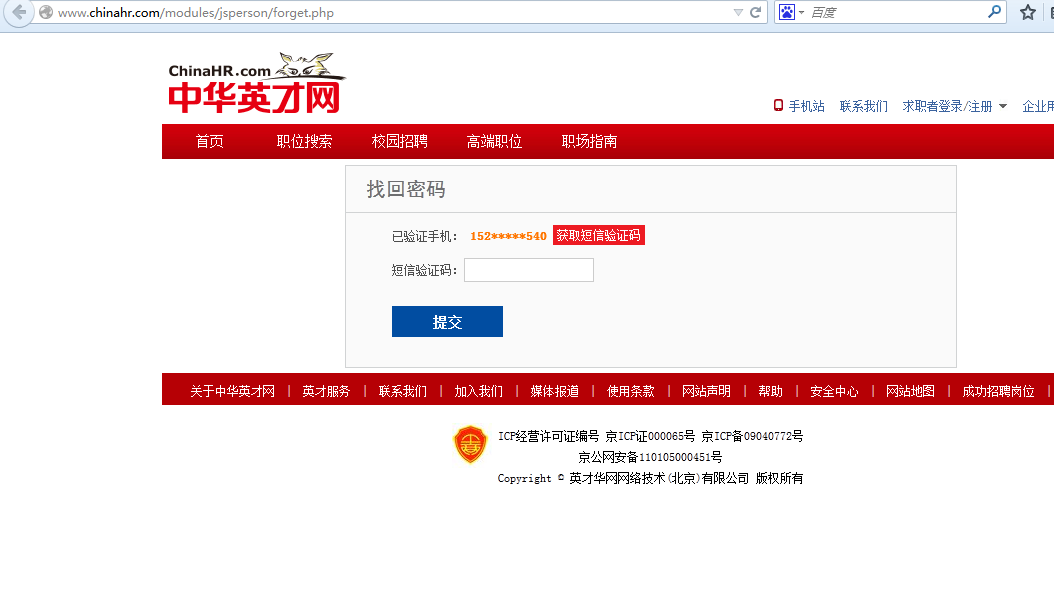 www.chinahr.com/modules/jsperson/forget.php
百度
ChinaHR.com
中华英才网
手机站 联系我们 求职者登录/注册 企业用
首页 职位搜索 校园招聘 高端职位 职场指南
找回密码
已验证手机： 152*****540 获取短信验证码
短信验证码：
提交
关于中华英才网 | 英才服务 | 联系我们 | 加入我们 | 媒体报道 | 使用条款 | 网站声明 | 帮助 | 安全中心 | 网站地图 | 成功招聘岗位 |
ICP经营许可证编号 京ICP证000065号 京ICP备09040772号
京公网安备110105000451号
Copyright © 英才华网网络技术(北京)有限公司 版权所有